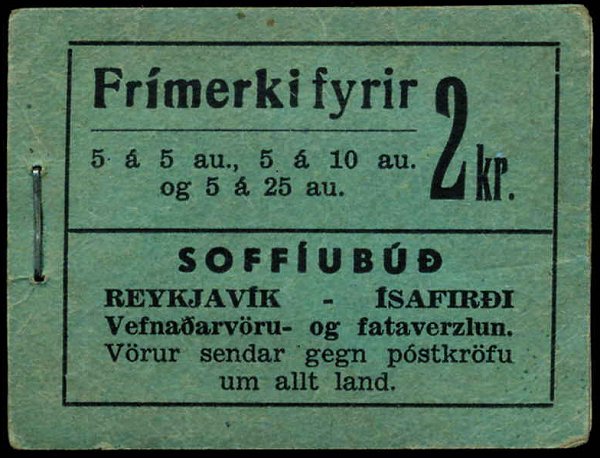 Frímerki fyrir 2 kr.
5 á 5 au., 5 á 10 au.
og 5 á 25 au.
SOFFÍUBÚÐ
REYKJAVÍK - ÍSAFIRÐI
Vefnaðarvöru- og fataverzlun.
Vörur sendar gegn póstkröfu
um allt land.